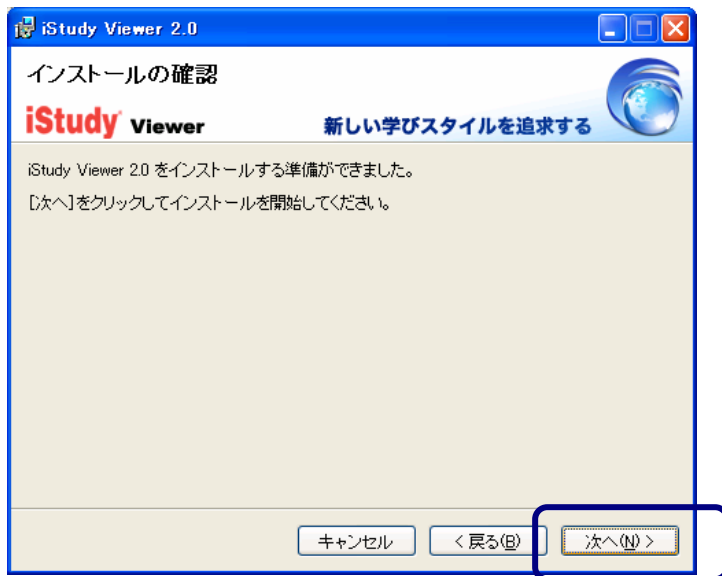 iStudy Viewer 2.0
インストールの確認
iStudy Viewer 新しい学びスタイルを追求する
iStudy Viewer 2.0 をインストールする準備ができました。
[次へ]をクリックしてインストールを開始してください。
キャンセル < 戻る(B) 次へ(N) >